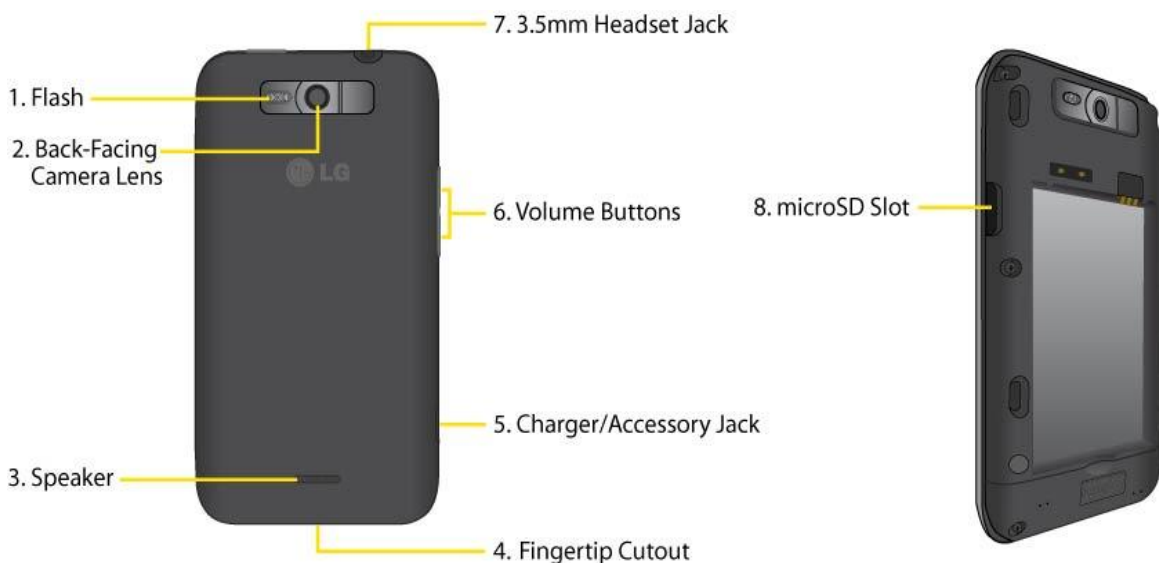 7. 3.5mm Headset Jack
1. Flash
2. Back-Facing
Camera Lens
LG
6. Volume Buttons
8. microSD Slot
5. Charger/Accessory Jack
3. Speaker
4. Fingertip Cutout